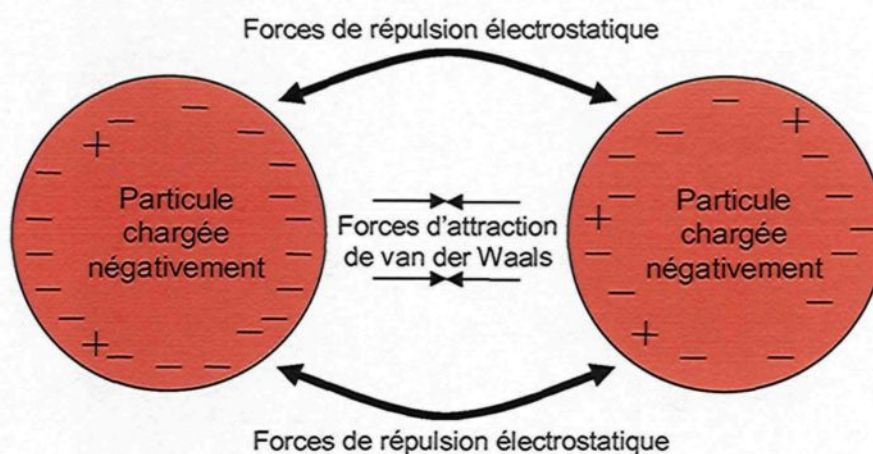 Forces de répulsion électrostatique
Particule
chargée
négativement
Forces d'attraction
de van der Waals
Particule
chargée
négativement
Forces de répulsion électrostatique